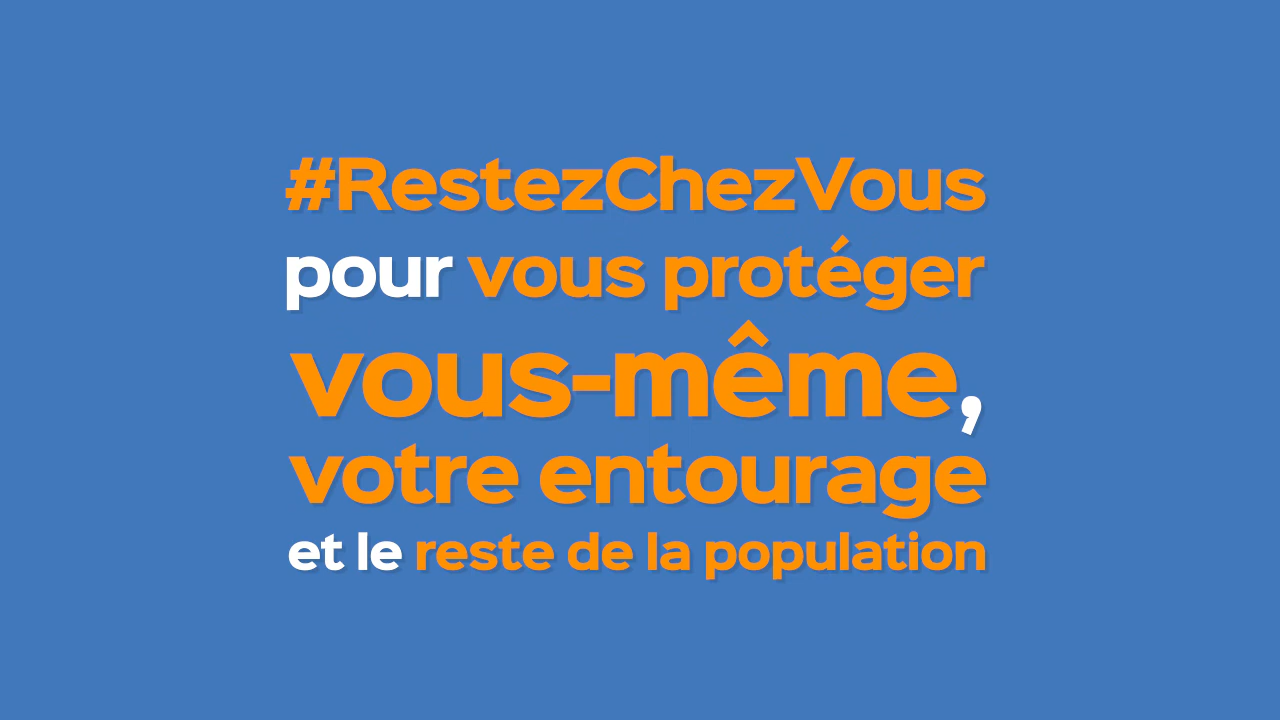 #RestezChezVous
pour vous protéger
vous-même,
votre entourage
et le reste de la population